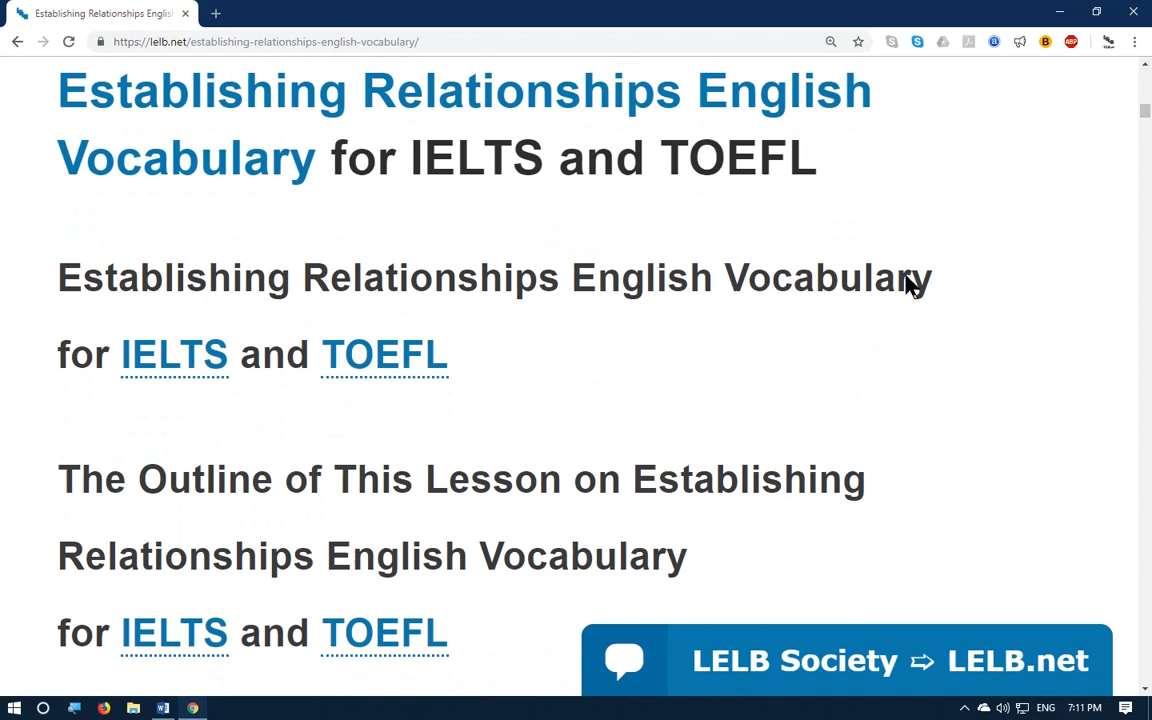 Establishing Relationships Englis
https://lelb.net/establishing-relationships-english-vocabulary/
ABP
Establishing Relationships English
Vocabulary for IELTS and TOEFL
Establishing Relationships English Vocabulary
for IELTS and TOEFL
The Outline of This Lesson on Establishing
Relationships English Vocabulary
for IELTS and TOEFL
LELB Society ⇨ LELB.net
ENG
7:11 PM